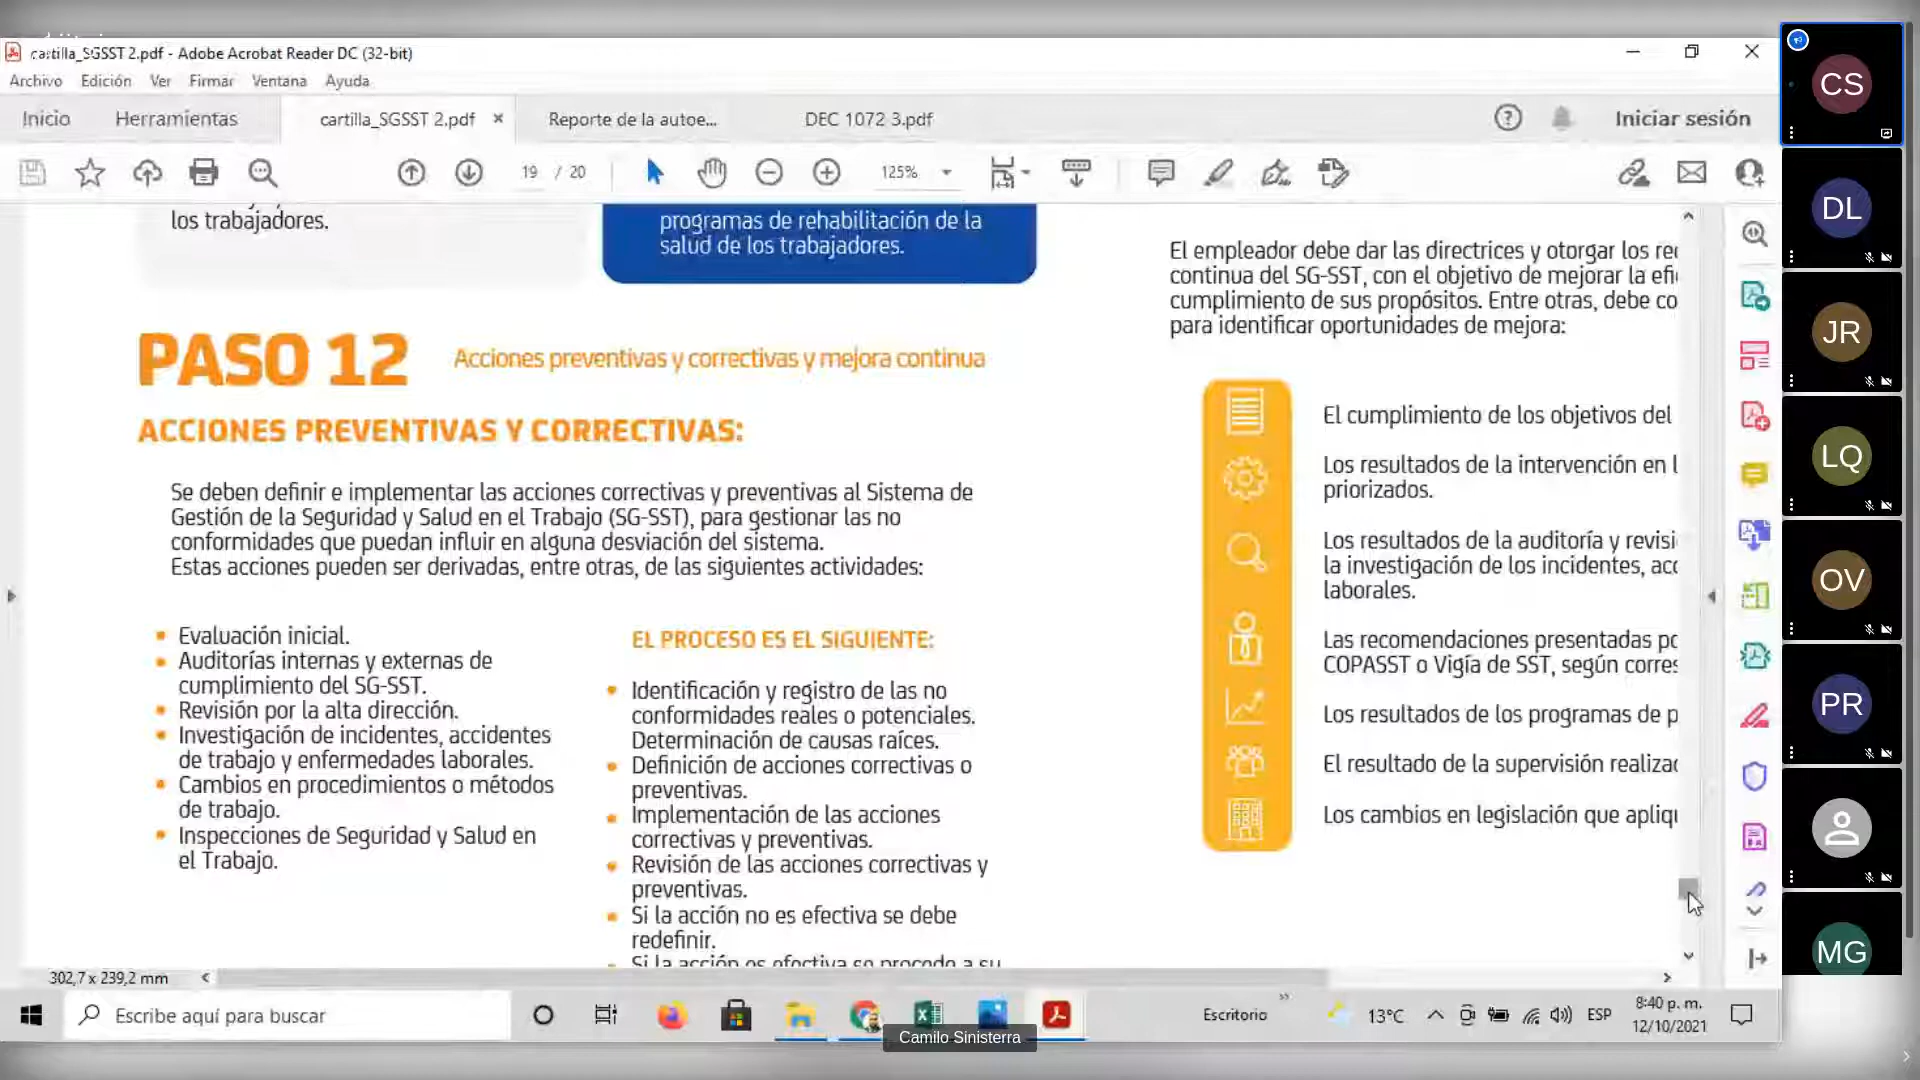 cartilla_SGSST 2.pdf - Adobe Acrobat Reader DC (32-bit)
Archivo Edición Ver Firmar Ventana Ayuda
Inicio Herramientas cartilla_SGSST 2.pdf × Reporte de la autoe... DEC 1072 3.pdf Iniciar sesión
19 / 20 125%
los trabajadores.
programas de rehabilitación de la
salud de los trabajadores.
PASO 12 Acciones preventivas y correctivas y mejora continua
ACCIONES PREVENTIVAS Y CORRECTIVAS:
Se deben definir e implementar las acciones correctivas y preventivas al Sistema de
Gestión de la Seguridad y Salud en el Trabajo (SG-SST), para gestionar las no
conformidades que puedan influir en alguna desviación del sistema.
Estas acciones pueden ser derivadas, entre otras, de las siguientes actividades:
Evaluación inicial.
Auditorías internas y externas de
cumplimiento del SG-SST.
Revisión por la alta dirección.
Investigación de incidentes, accidentes
de trabajo y enfermedades laborales.
Cambios en procedimientos o métodos
de trabajo.
Inspecciones de Seguridad y Salud en
el Trabajo.
EL PROCESO ES EL SIGUIENTE:
Identificación y registro de las no
conformidades reales o potenciales.
Determinación de causas raíces.
Definición de acciones correctivas o
preventivas.
Implementación de las acciones
correctivas y preventivas.
Revisión de las acciones correctivas y
preventivas.
Si la acción no es efectiva se debe
redefinir.
Si la acción es efectiva se procede a su
El empleador debe dar las directrices y otorgar los
continua del SG-SST, con el objetivo de mejorar la
cumplimiento de sus propósitos. Entre otras, debe
para identificar oportunidades de mejora:
El cumplimiento de los objetivos del
Los resultados de la intervención en
priorizados.
Los resultados de la auditoría y
la investigación de los incidentes,
laborales.
Las recomendaciones presentadas
COPASST o Vigía de SST, según
Los resultados de los programas de
El resultado de la supervisión
Los cambios en legislación que
302,7 x 239,2 mm
Escribe aquí para buscar
Escritorio
13°C
ESP
8:40 p. m.
12/10/2021
Camilo Sinisterra
CS
DL
JR
LQ
OV
PR
MG